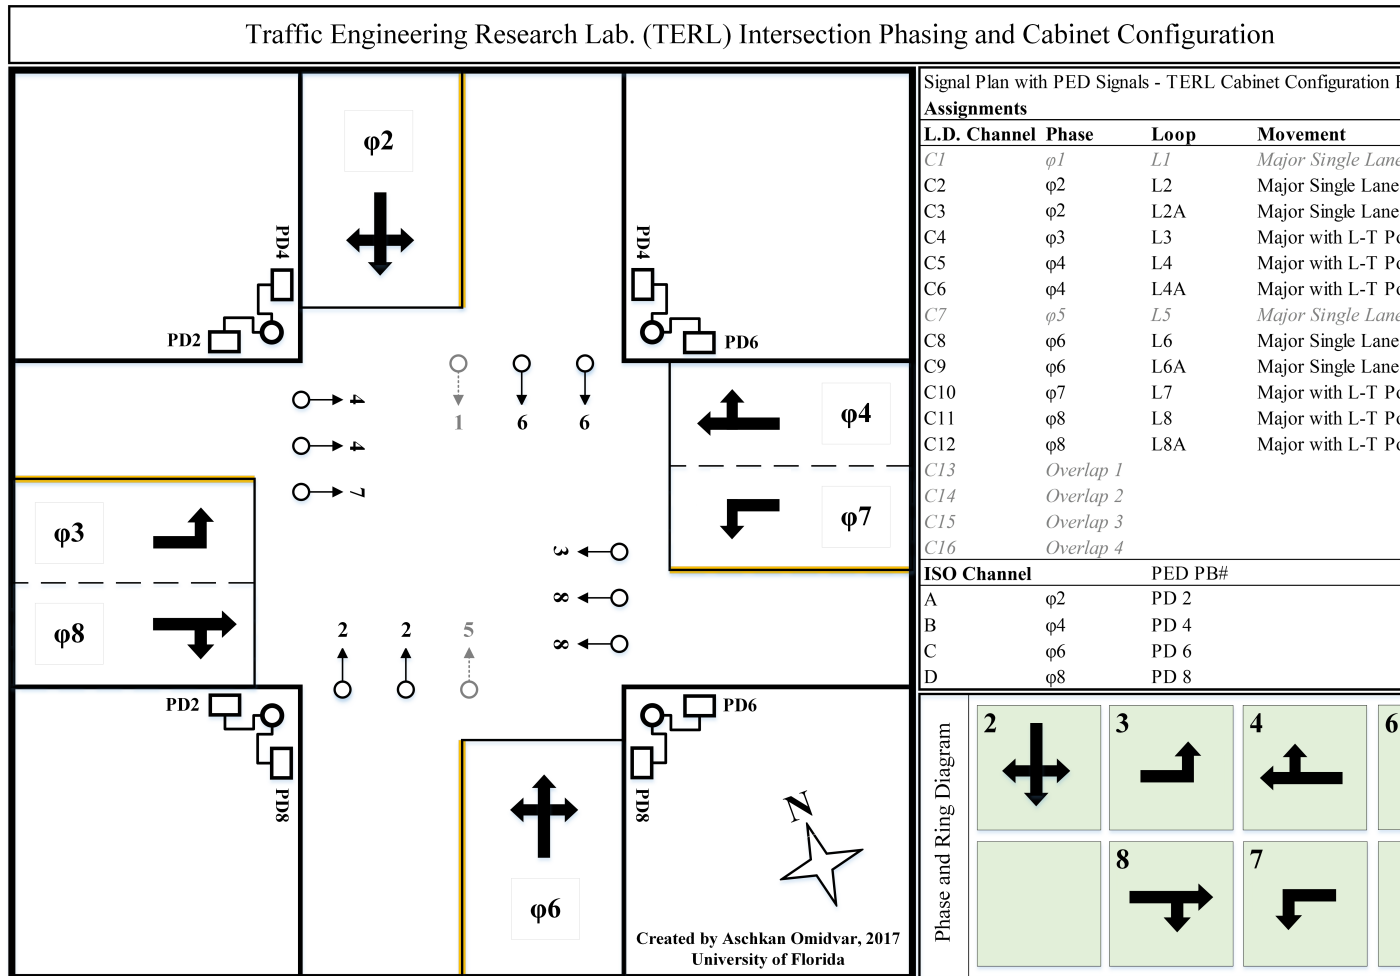 Traffic Engineering Research Lab. (TERL) Intersection Phasing and Cabinet Configuration
φ2
PD4
PD2
PD4
PD6
1
6
6
4
4
7
φ4
φ7
φ3
φ8
3
8
8
2
2
5
PD2
PD8
PD6
PD8
φ6
N
Created by Aschkan Omidvar, 2017
University of Florida
Signal Plan with PED Signals - TERL Cabinet Configuration
Assignments
L.D. Channel Phase Loop Movement
C1 φ1 L1 Major Single Lane
C2 φ2 L2 Major Single Lane
C3 φ2 L2A Major Single Lane
C4 φ3 L3 Major with L-T
C5 φ4 L4 Major with L-T
C6 φ4 L4A Major with L-T
C7 φ5 L5 Major Single Lane
C8 φ6 L6 Major Single Lane
C9 φ6 L6A Major Single Lane
C10 φ7 L7 Major with L-T
C11 φ8 L8 Major with L-T
C12 φ8 L8A Major with L-T
C13 Overlap 1
C14 Overlap 2
C15 Overlap 3
C16 Overlap 4
ISO Channel PED PB#
A φ2 PD 2
B φ4 PD 4
C φ6 PD 6
D φ8 PD 8
Phase and Ring Diagram
2 3 4 6
8 7